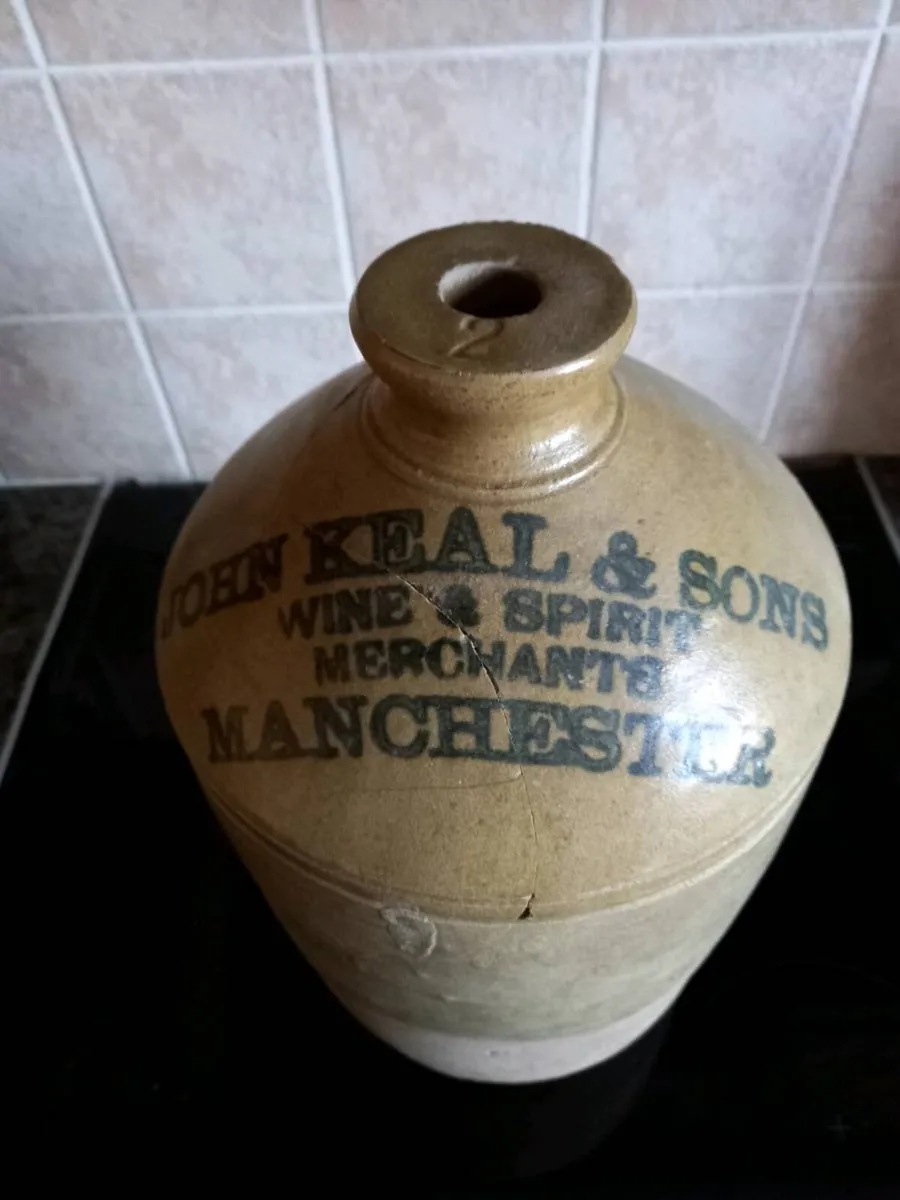 2
JOHN KEAL & SONS
WINE & SPIRIT
MERCHANTS
MANCHESTER